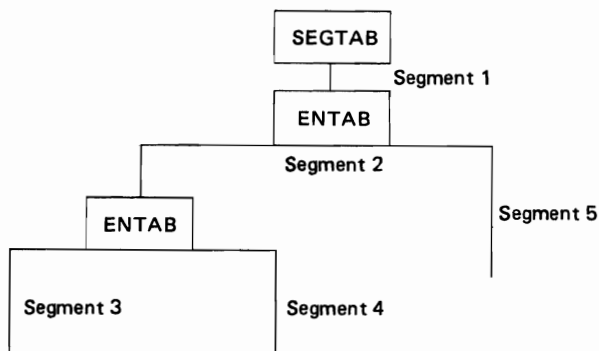 SEGTAB
Segment 1
ENTAB
Segment 2
ENTAB
Segment 5
Segment 3
Segment 4